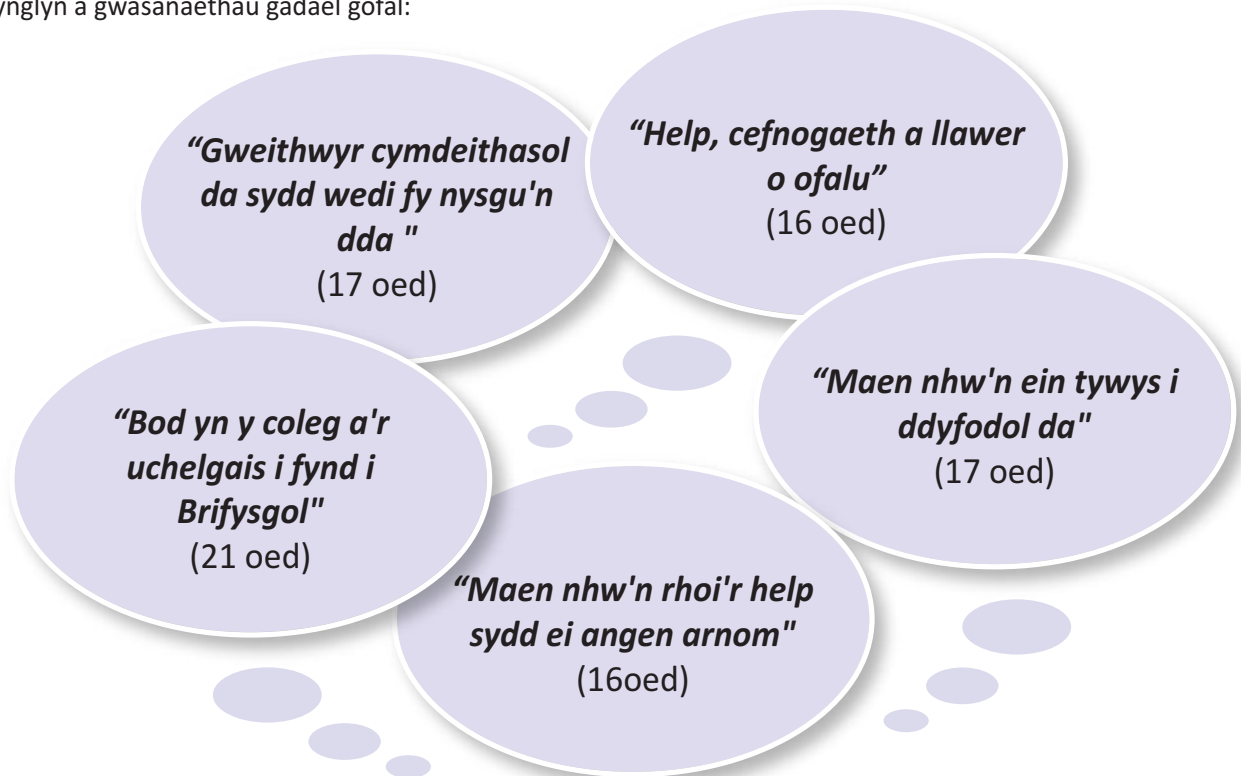 ynglŷn â gwasanaethau gadael gofal:
“Gweithwyr cymdeithasol
da sydd wedi fy nysgu'n
dda "
(17 oed)
“Help, cefnogaeth a llawer
o ofalu”
(16 oed)
“Maen nhw'n ein tywys i
ddyfodol da"
(17 oed)
“Bod yn y coleg a'r
uchelgais i fynd i
Brifysgol"
(21 oed)
“Maen nhw'n rhoi'r help
sydd ei angen arnom"
(16oed)